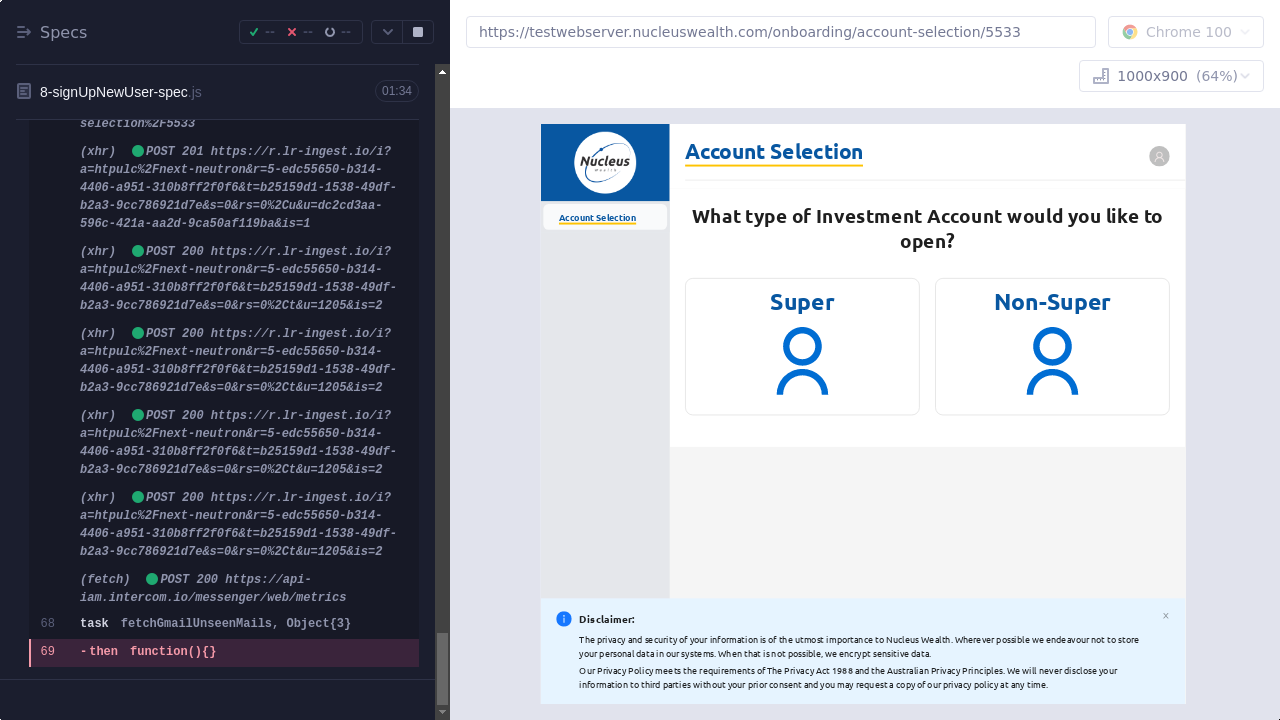 Specs
--
--
--
https://testwebserver.nucleuswealth.com/onboarding/account-selection/5533
Chrome 100
1000x900 (64%)
8-signUpNewUser-spec.js
01:34
selection%2F5533
(xhr) POST 201 https://r.lr-ingest.io/i?
a=htpulc%2Fnext-neutron&r=5-edc55650-b314-
4406-a951-310b8ff2f0f6&t=b25159d1-1538-49df-
b2a3-9cc786921d7e&s=0&rs=0%2Cu&u=dc2cd3aa-
596c-421a-aa2d-9ca50af119ba&is=1
(xhr) POST 200 https://r.lr-ingest.io/i?
a=htpulc%2Fnext-neutron&r=5-edc55650-b314-
4406-a951-310b8ff2f0f6&t=b25159d1-1538-49df-
b2a3-9cc786921d7e&s=0&rs=0%2Ct&u=1205&is=2
(xhr) POST 200 https://r.lr-ingest.io/i?
a=htpulc%2Fnext-neutron&r=5-edc55650-b314-
4406-a951-310b8ff2f0f6&t=b25159d1-1538-49df-
b2a3-9cc786921d7e&s=0&rs=0%2Ct&u=1205&is=2
(xhr) POST 200 https://r.lr-ingest.io/i?
a=htpulc%2Fnext-neutron&r=5-edc55650-b314-
4406-a951-310b8ff2f0f6&t=b25159d1-1538-49df-
b2a3-9cc786921d7e&s=0&rs=0%2Ct&u=1205&is=2
(xhr) POST 200 https://r.lr-ingest.io/i?
a=htpulc%2Fnext-neutron&r=5-edc55650-b314-
4406-a951-310b8ff2f0f6&t=b25159d1-1538-49df-
b2a3-9cc786921d7e&s=0&rs=0%2Ct&u=1205&is=2
(fetch) POST 200 https://api-
iam.intercom.io/messenger/web/metrics
68 task fetchGmailUnseenMails, Object{3}
69 -then function(){}
Nucleus
Wealth
Account Selection
Account Selection
What type of Investment Account would you like to
open?
Super
Non-Super
Disclaimer:
The privacy and security of your information is of the utmost importance to Nucleus Wealth. Wherever possible we endeavour not to store
your personal data in our systems. When that is not possible, we encrypt sensitive data.
Our Privacy Policy meets the requirements of The Privacy Act 1988 and the Australian Privacy Principles. We will never disclose your
information to third parties without your prior consent and you may request a copy of our privacy policy at any time.